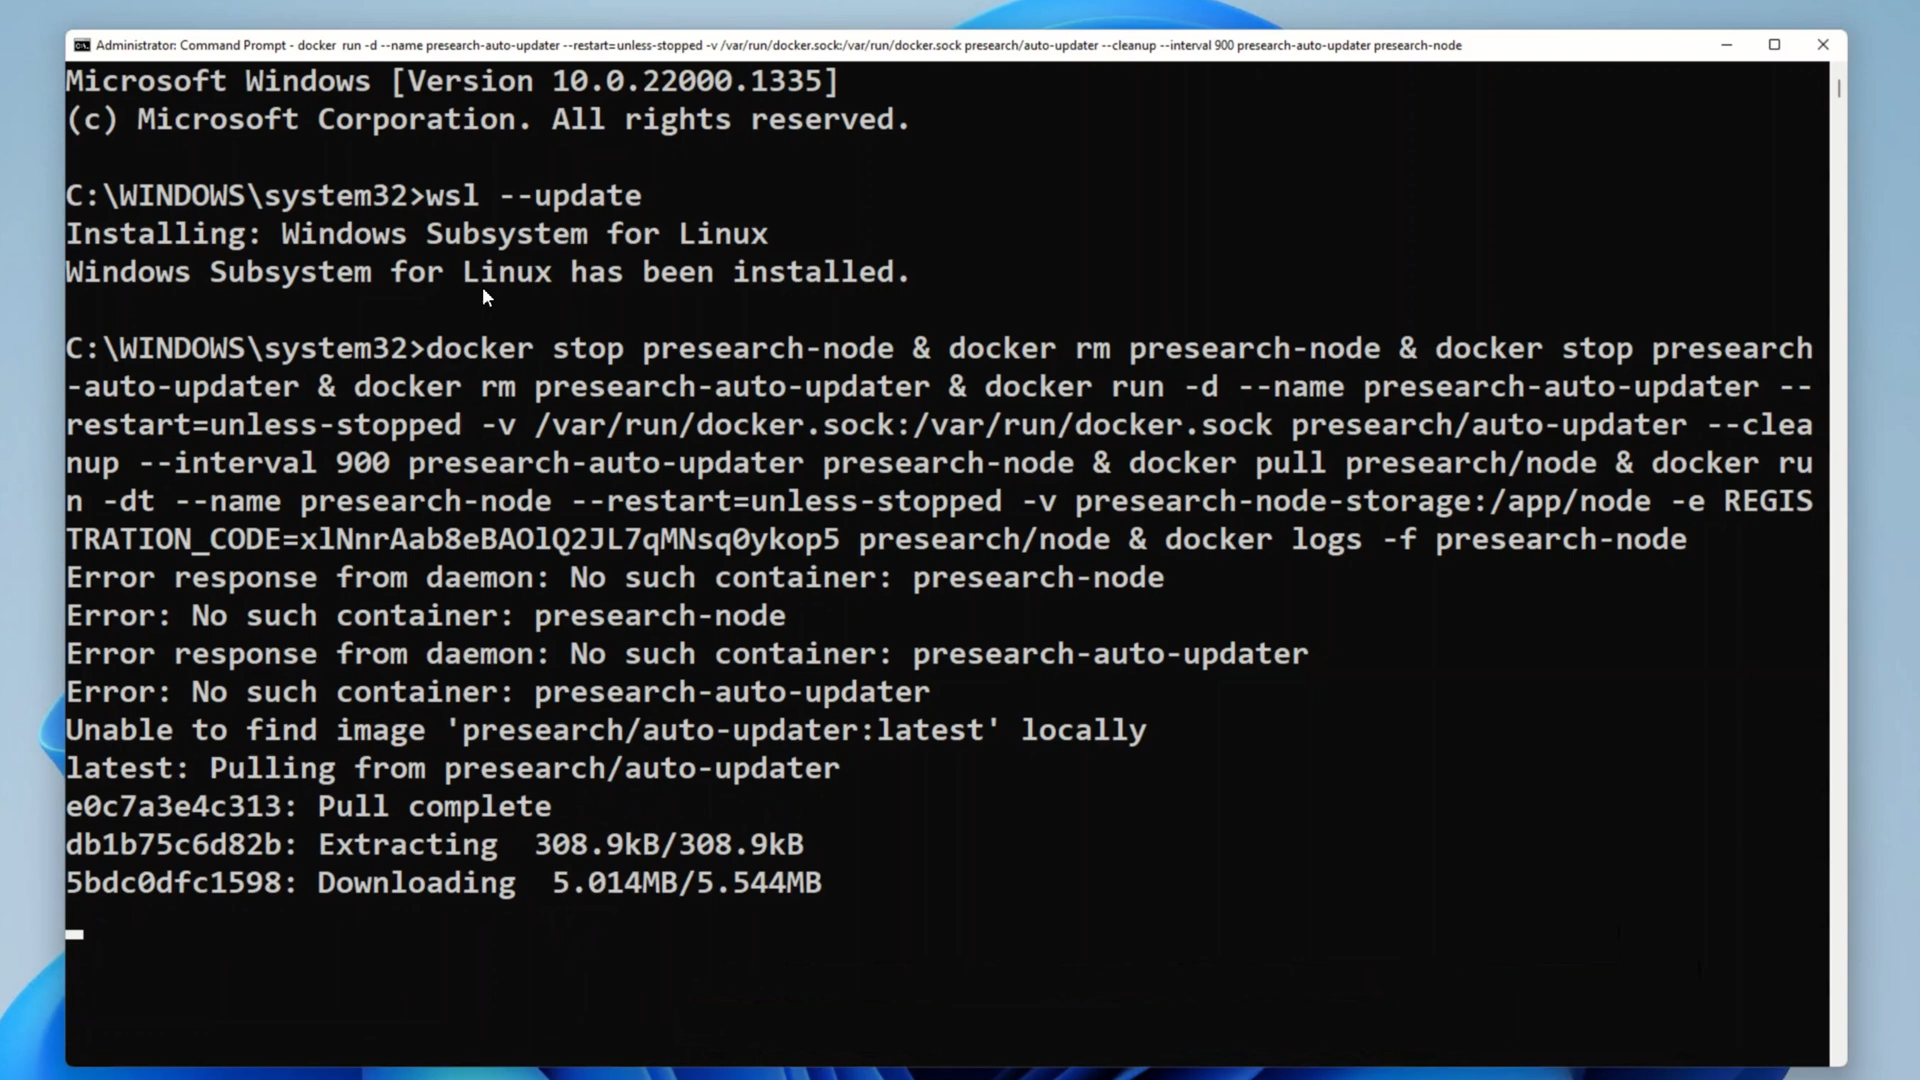 Administrator: Command Prompt - docker  run -d --name presearch-auto-updater --restart=unless-stopped -v /var/run/docker.sock:/var/run/docker.sock presearch/auto-updater --cleanup --interval 900 presearch-auto-updater presearch-node
Microsoft Windows [Version 10.0.22000.1335]
(c) Microsoft Corporation. All rights reserved.
C:\WINDOWS\system32>wsl --update
Installing: Windows Subsystem for Linux
Windows Subsystem for Linux has been installed.
C:\WINDOWS\system32>docker stop presearch-node & docker rm presearch-node & docker stop presearch
-auto-updater & docker rm presearch-auto-updater & docker run -d --name presearch-auto-updater --
restart=unless-stopped -v /var/run/docker.sock:/var/run/docker.sock presearch/auto-updater --clea
nup --interval 900 presearch-auto-updater presearch-node & docker pull presearch/node & docker ru
n -dt --name presearch-node --restart=unless-stopped -v presearch-node-storage:/app/node -e REGIS
TRATION_CODE=xlNnrAab8eBAOlQ2JL7qMNsq0ykop5 presearch/node & docker logs -f presearch-node
Error response from daemon: No such container: presearch-node
Error: No such container: presearch-node
Error response from daemon: No such container: presearch-auto-updater
Error: No such container: presearch-auto-updater
Unable to find image 'presearch/auto-updater:latest' locally
latest: Pulling from presearch/auto-updater
e0c7a3e4c313: Pull complete
db1b75c6d82b: Extracting  308.9kB/308.9kB
5bdc0dfc1598: Downloading  5.014MB/5.544MB